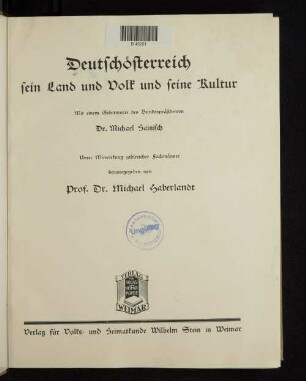 Deutschösterreich
sein Land und Volk und seine Kultur
Mit einem Geleitwort des Bundespräsidenten
Dr. Michael Hainisch
Unter Mitwirkung zahlreicher Fachmänner
herausgegeben von
Prof. Dr. Michael Haberlandt
VERLAG
WEIMAR
Verlag für Volks- und Heimatkunde Wilhelm Stein in Weimar